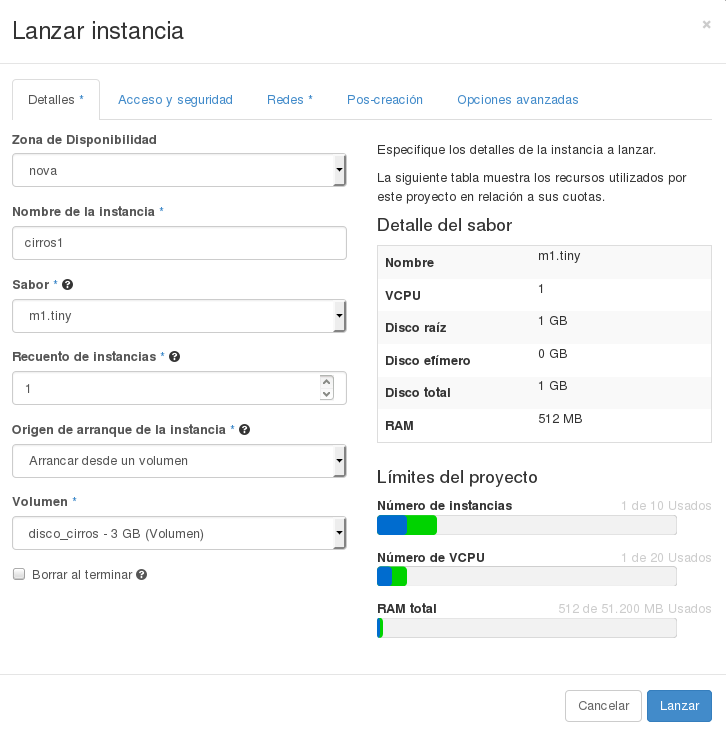 Lanzar instancia
×
Detalles *
Acceso y seguridad
Redes *
Pos-creación
Opciones avanzadas
Zona de Disponibilidad
nova
Nombre de la instancia *
cirros1
Sabor * ?
m1.tiny
Recuento de instancias * ?
1
Origen de arranque de la instancia * ?
Arrancar desde un volumen
Volumen *
disco_cirros - 3 GB (Volumen)
Borrar al terminar ?
Especifique los detalles de la instancia a lanzar.
La siguiente tabla muestra los recursos utilizados por
este proyecto en relación a sus cuotas.
Detalle del sabor
Nombre m1.tiny
VCPU 1
Disco raíz 1 GB
Disco efímero 0 GB
Disco total 1 GB
RAM 512 MB
Límites del proyecto
Número de instancias 1 de 10 Usados
Número de VCPU 1 de 20 Usados
RAM total 512 de 51.200 MB Usados
Cancelar
Lanzar